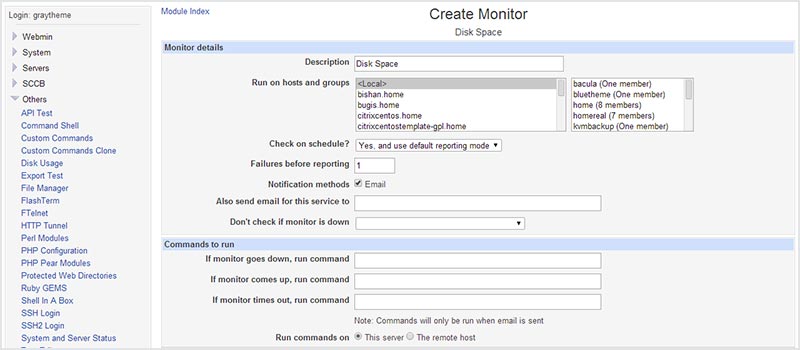 Login: graytheme
Webmin
System
Servers
SCCB
Others
API Test
Command Shell
Custom Commands
Custom Commands Clone
Disk Usage
Export Test
File Manager
FlashTerm
FTelnet
HTTP Tunnel
Perl Modules
PHP Configuration
PHP Pear Modules
Protected Web Directories
Ruby GEMS
Shell In A Box
SSH Login
SSH2 Login
System and Server Status
Module Index
Create Monitor
Disk Space
Monitor details
Description Disk Space
Run on hosts and groups <Local> bacula (One member)
bishan.home bluetheme (One member)
bugis.home home (8 members)
citrixcentos.home homereal (7 members)
citrixcentostemplate-gpl.home kvmbackup (One member)
Check on schedule? Yes, and use default reporting mode
Failures before reporting 1
Notification methods Email
Also send email for this service to
Don't check if monitor is down
Commands to run
If monitor goes down, run command
If monitor comes up, run command
If monitor times out, run command
Note: Commands will only be run when email is sent
Run commands on This server The remote host